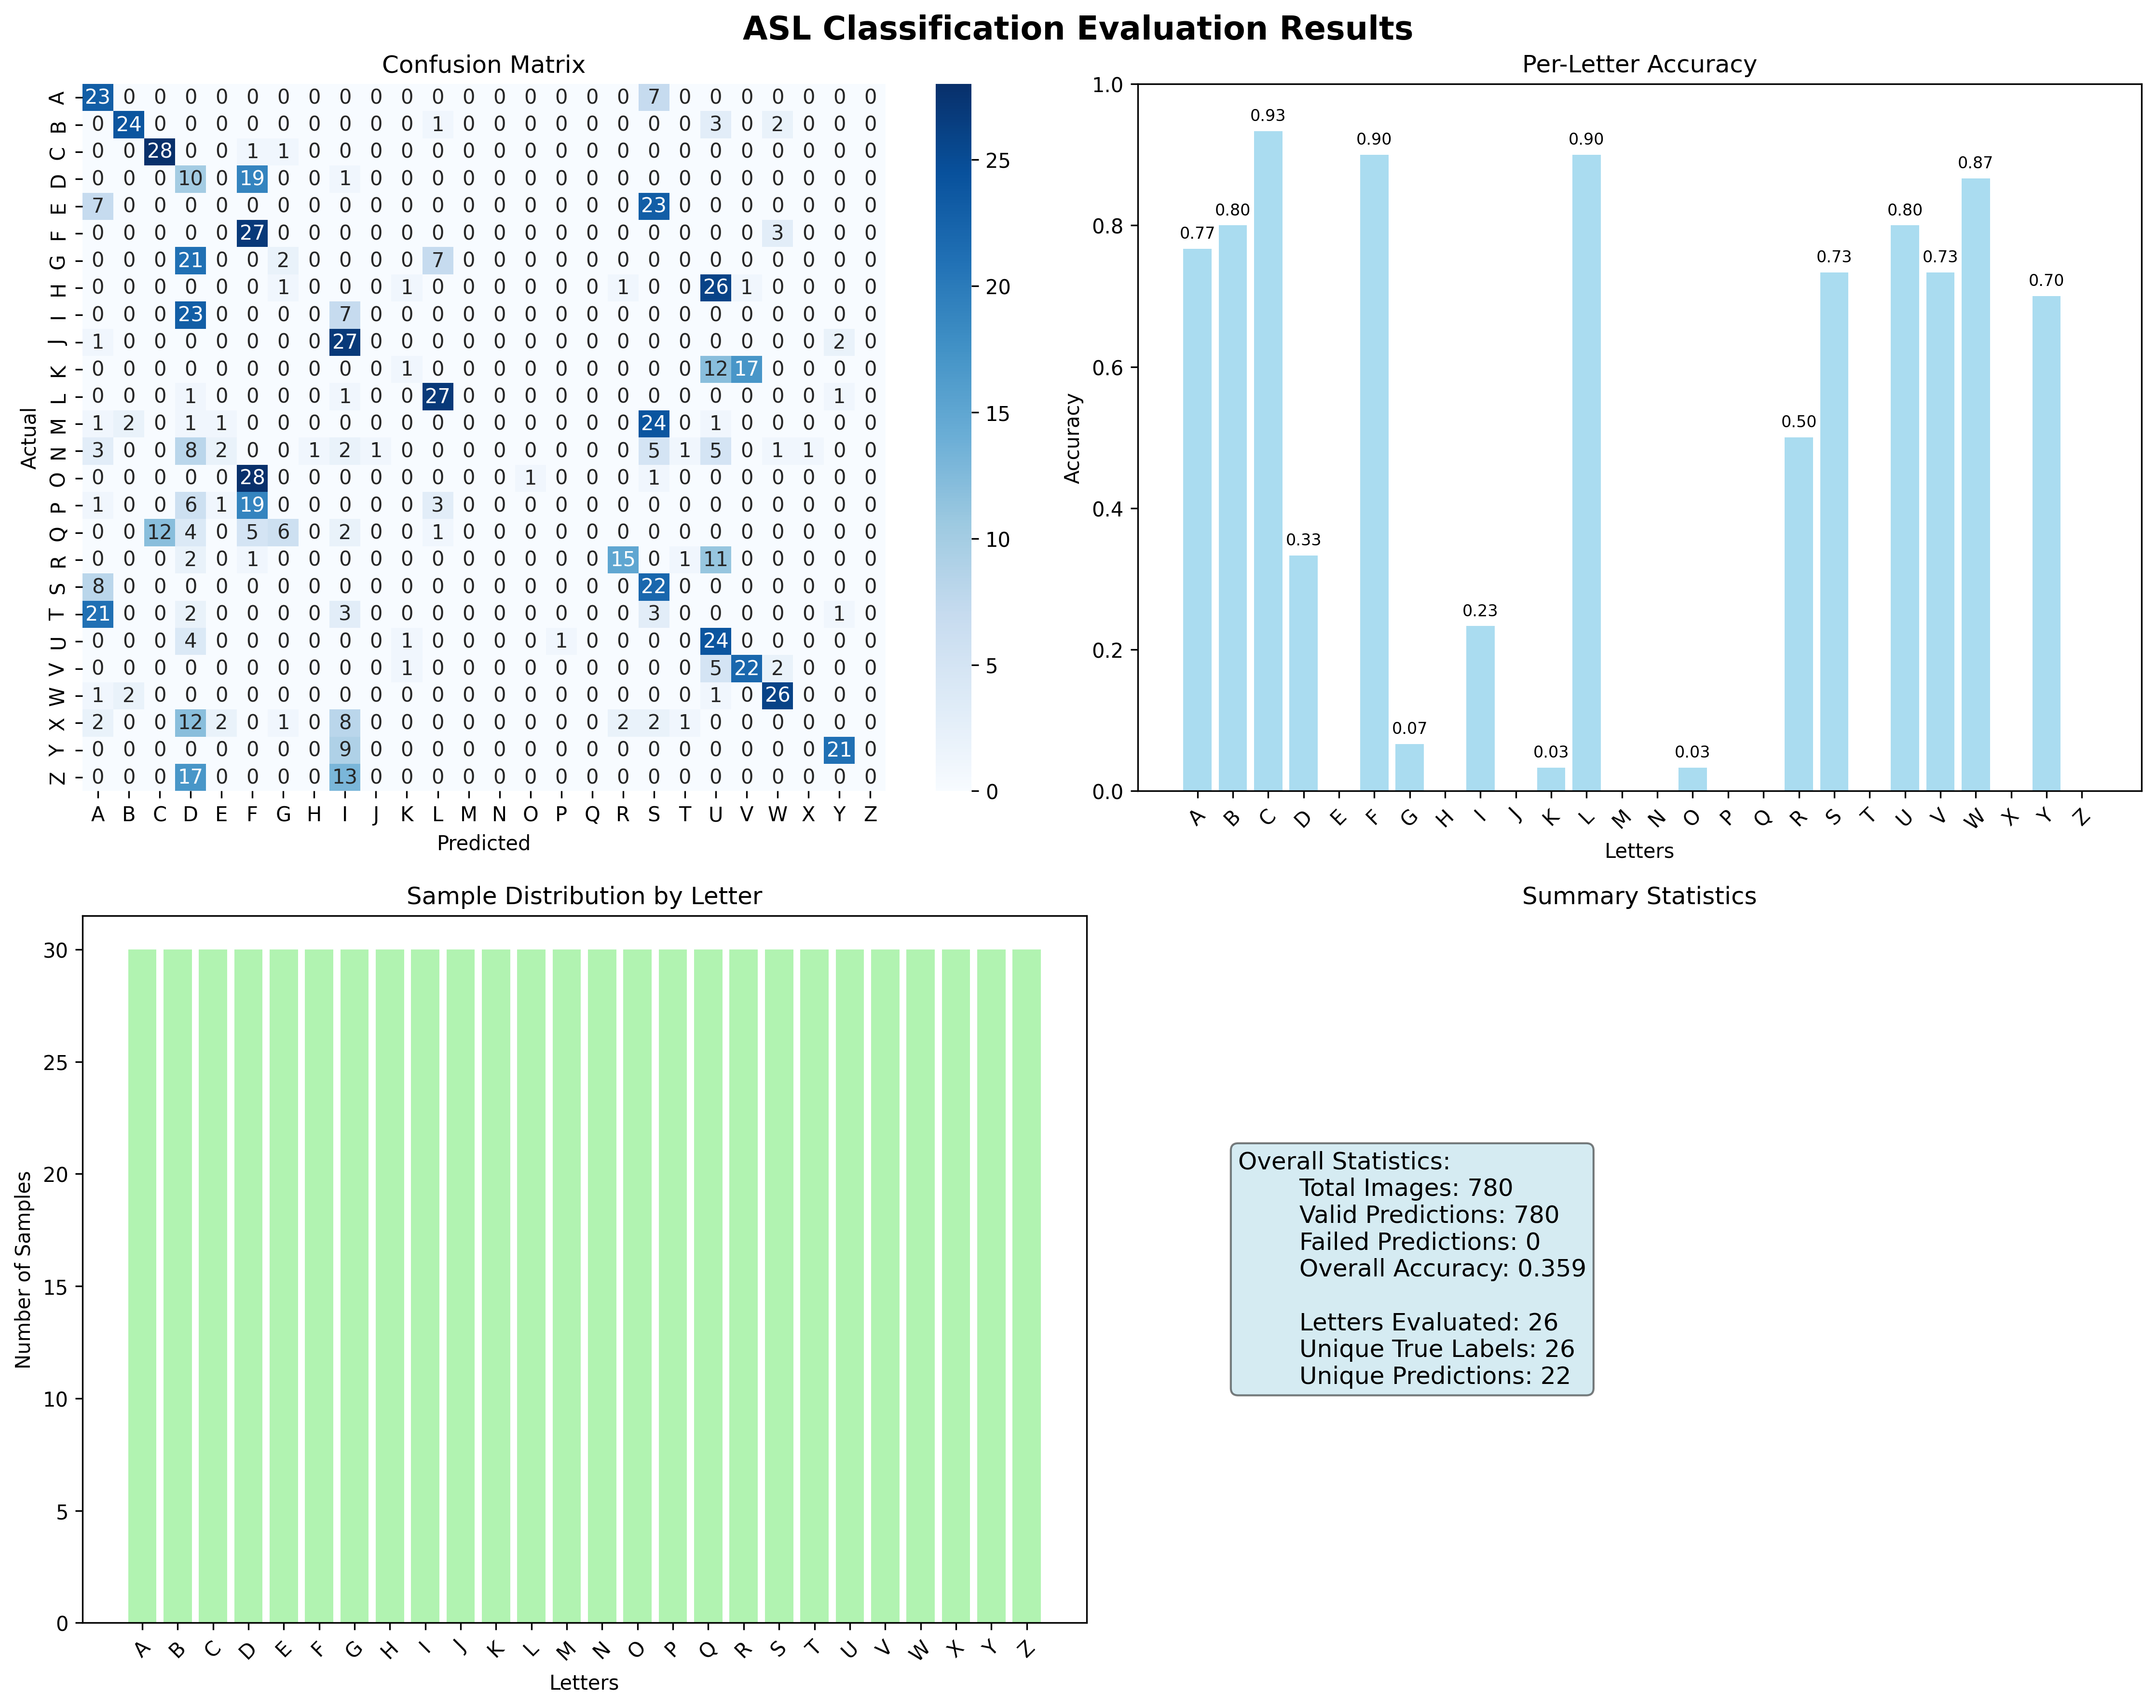 ASL Classification Evaluation Results
Confusion Matrix
A 23 0 0 0 0 0 0 0 0 0 0 0 0 0 0 0 0 0 7 0 0 0 0 0 0 0
B 0 24 0 0 0 0 0 0 0 0 0 1 0 0 0 0 0 0 0 0 3 0 2 0 0 0
C 0 0 28 0 0 1 1 0 0 0 0 0 0 0 0 0 0 0 0 0 0 0 0 0 0 0
D 0 0 0 10 0 19 0 0 1 0 0 0 0 0 0 0 0 0 0 0 0 0 0 0 0 0
E 7 0 0 0 0 0 0 0 0 0 0 0 0 0 0 0 0 0 23 0 0 0 0 0 0 0
F 0 0 0 0 0 27 0 0 0 0 0 0 0 0 0 0 0 0 0 0 0 0 3 0 0 0
G 0 0 0 21 0 0 2 0 0 0 0 7 0 0 0 0 0 0 0 0 0 0 0 0 0 0
H 0 0 0 0 0 0 1 0 0 0 1 0 0 0 0 0 0 1 0 0 26 1 0 0 0 0
I 0 0 0 23 0 0 0 0 7 0 0 0 0 0 0 0 0 0 0 0 0 0 0 0 0 0
J 1 0 0 0 0 0 0 0 27 0 0 0 0 0 0 0 0 0 0 0 0 0 0 0 2 0
K 0 0 0 0 0 0 0 0 0 0 1 0 0 0 0 0 0 0 0 0 12 17 0 0 0 0
L 0 0 0 1 0 0 0 0 1 0 0 27 0 0 0 0 0 0 0 0 0 0 0 0 1 0
M 1 2 0 1 1 0 0 0 0 0 0 0 0 0 0 0 0 0 24 0 1 0 0 0 0 0
N 3 0 0 8 2 0 0 1 2 1 0 0 0 0 0 0 0 0 5 1 5 0 1 1 0 0
O 0 0 0 0 0 28 0 0 0 0 0 0 0 0 1 0 0 0 1 0 0 0 0 0 0 0
P 1 0 0 6 1 19 0 0 0 0 0 3 0 0 0 0 0 0 0 0 0 0 0 0 0 0
Q 0 0 12 4 0 5 6 0 2 0 0 1 0 0 0 0 0 0 0 0 0 0 0 0 0 0
R 0 0 0 2 0 1 0 0 0 0 0 0 0 0 0 0 0 15 0 1 11 0 0 0 0 0
S 8 0 0 0 0 0 0 0 0 0 0 0 0 0 0 0 0 0 22 0 0 0 0 0 0 0
T 21 0 0 2 0 0 0 0 3 0 0 0 0 0 0 0 0 0 3 0 0 0 0 0 1 0
U 0 0 0 4 0 0 0 0 0 0 1 0 0 0 0 1 0 0 0 0 24 0 0 0 0 0
V 0 0 0 0 0 0 0 0 0 0 1 0 0 0 0 0 0 0 0 0 5 22 2 0 0 0
W 1 2 0 0 0 0 0 0 0 0 0 0 0 0 0 0 0 0 0 0 1 0 26 0 0 0
X 2 0 0 12 2 0 1 0 8 0 0 0 0 0 0 0 0 2 2 1 0 0 0 0 0 0
Y 0 0 0 0 0 0 0 0 9 0 0 0 0 0 0 0 0 0 0 0 0 0 0 0 21 0
Z 0 0 0 17 0 0 0 0 13 0 0 0 0 0 0 0 0 0 0 0 0 0 0 0 0 0
A B C D E F G H I J K L M N O P Q R S T U V W X Y Z
Actual
Predicted
25
20
15
10
5
0
Per-Letter Accuracy
1.0
0.8
0.6
0.4
0.2
0.0
Accuracy
0.77 0.80 0.93 0.33 0.90 0.07 0.23 0.03 0.90 0.03 0.50 0.73 0.80 0.73 0.87 0.70
A B C D E F G H I J K L M N O P Q R S T U V W X Y Z
Letters
Sample Distribution by Letter
30
25
20
15
10
5
0
Number of Samples
A B C D E F G H I J K L M N O P Q R S T U V W X Y Z
Letters
Summary Statistics
Overall Statistics:
Total Images: 780
Valid Predictions: 780
Failed Predictions: 0
Overall Accuracy: 0.359
Letters Evaluated: 26
Unique True Labels: 26
Unique Predictions: 22